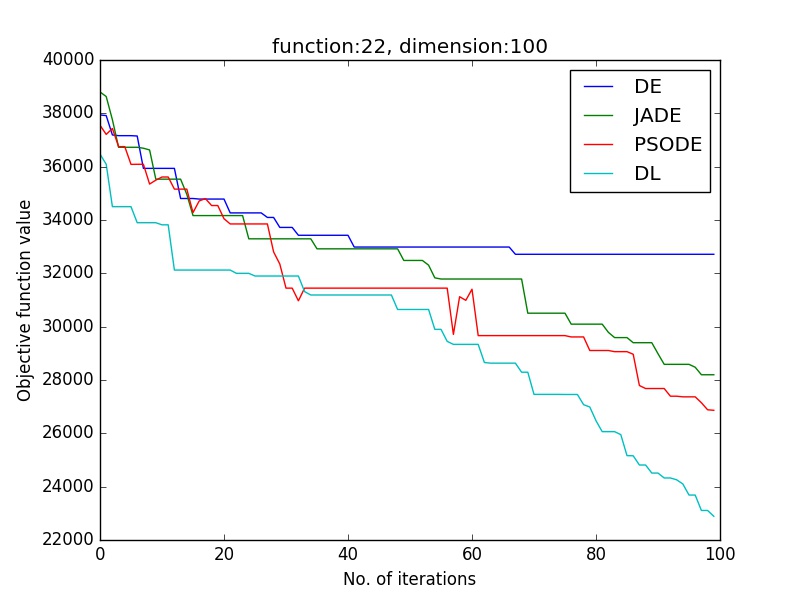 function:22, dimension:100
40000
38000
36000
34000
32000
30000
28000
26000
24000
22000
Objective function value
DE
JADE
PSODE
DL
0
20
40
60
80
100
No. of iterations